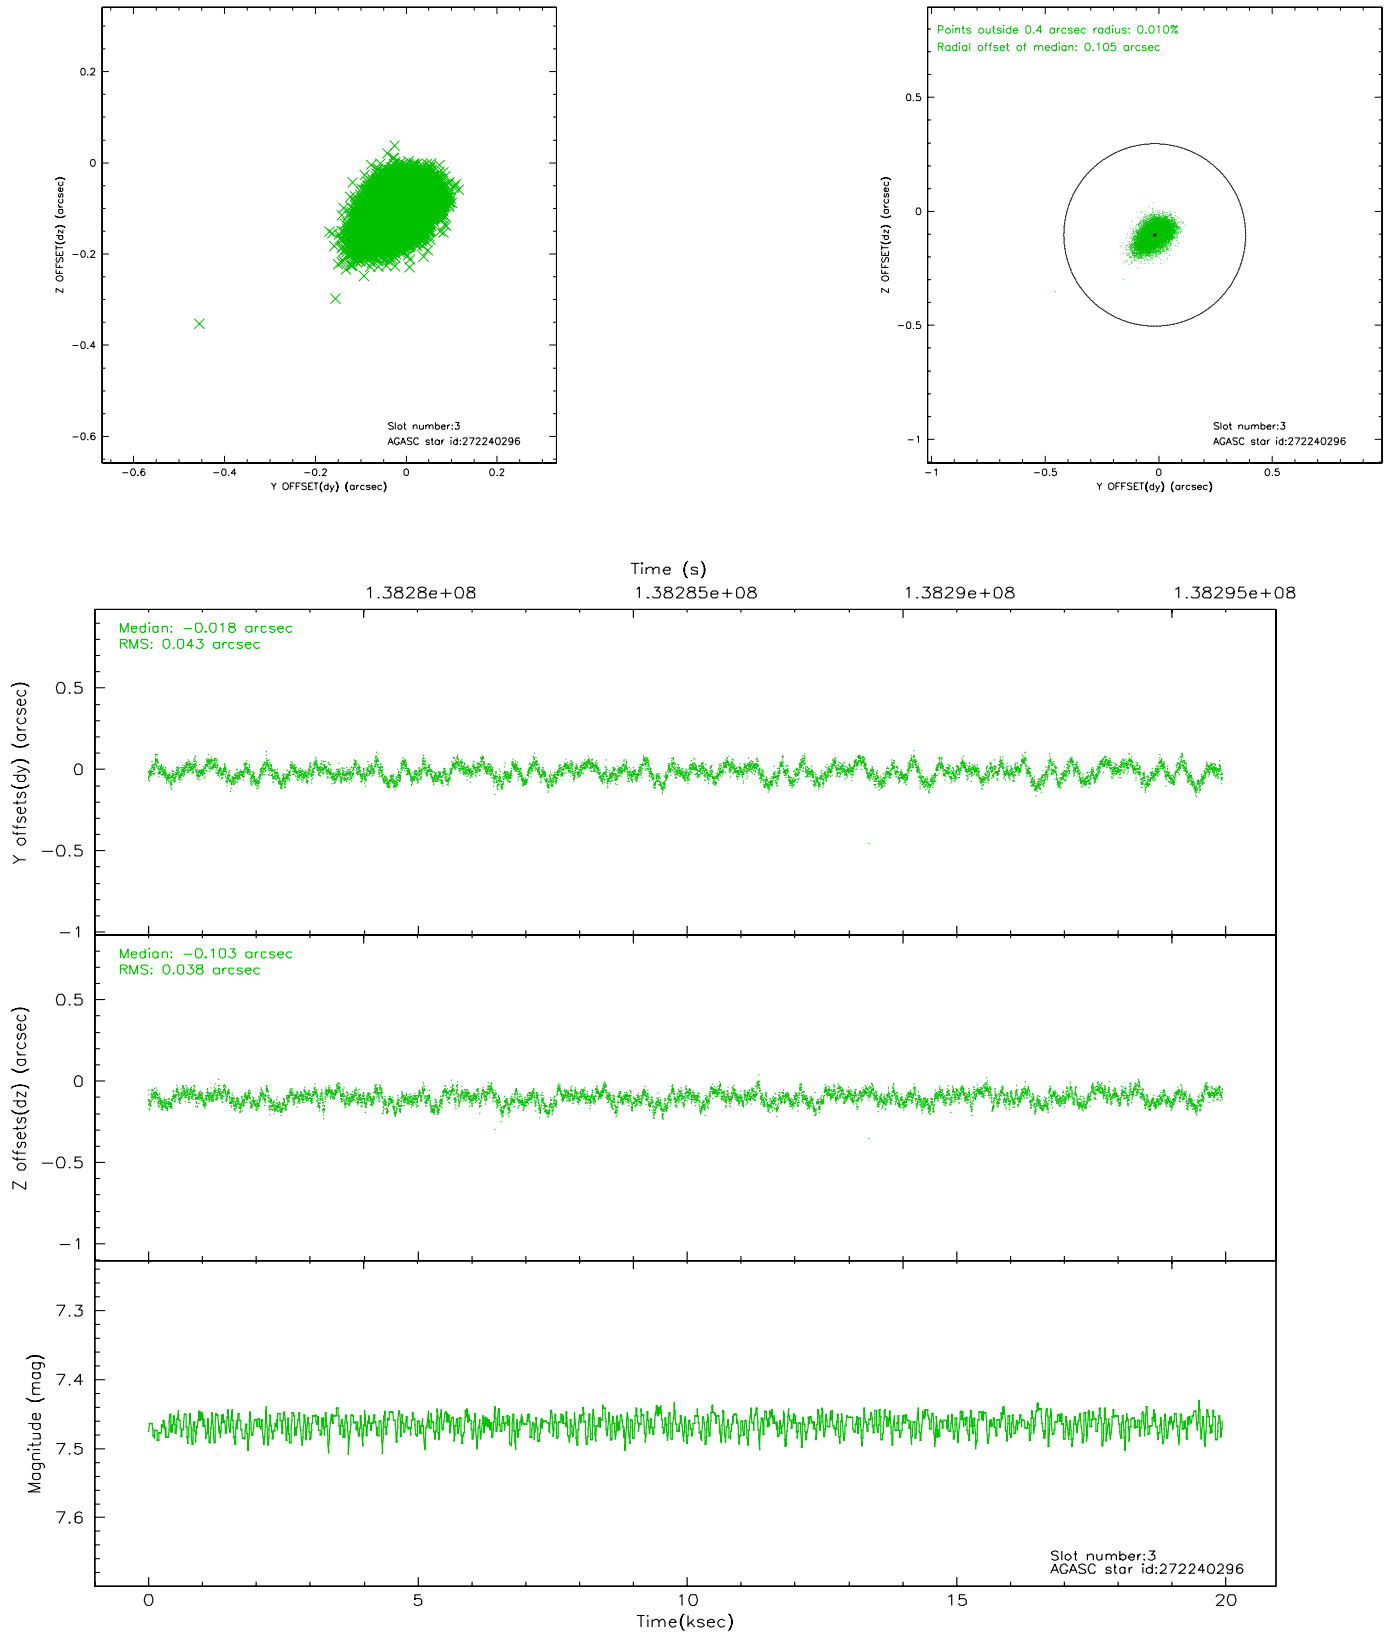 0.2
0
−0.2
−0.4
−0.6
Z OFFSET(dz) (arcsec)
Slot number:3
AGASC star id:272240296
−0.6 −0.4 −0.2 0 0.2
Y OFFSET(dy) (arcsec)
Points outside 0.4 arcsec radius: 0.010%
Radial offset of median: 0.105 arcsec
0.5
0
−0.5
−1
Z OFFSET(dz) (arcsec)
Slot number:3
AGASC star id:272240296
−1 −0.5 0 0.5
Y OFFSET(dy) (arcsec)
Time (s)
1.3828e+08 1.38285e+08 1.3829e+08 1.38295e+08
Median: −0.018 arcsec
RMS: 0.043 arcsec
0.5
0
−0.5
−1
Y offsets(dy) (arcsec)
Median: −0.103 arcsec
RMS: 0.038 arcsec
0.5
0
−0.5
−1
Z offsets(dz) (arcsec)
7.3
7.4
7.5
7.6
Magnitude (mag)
Slot number:3
AGASC star id:272240296
0 5 10 15 20
Time(ksec)